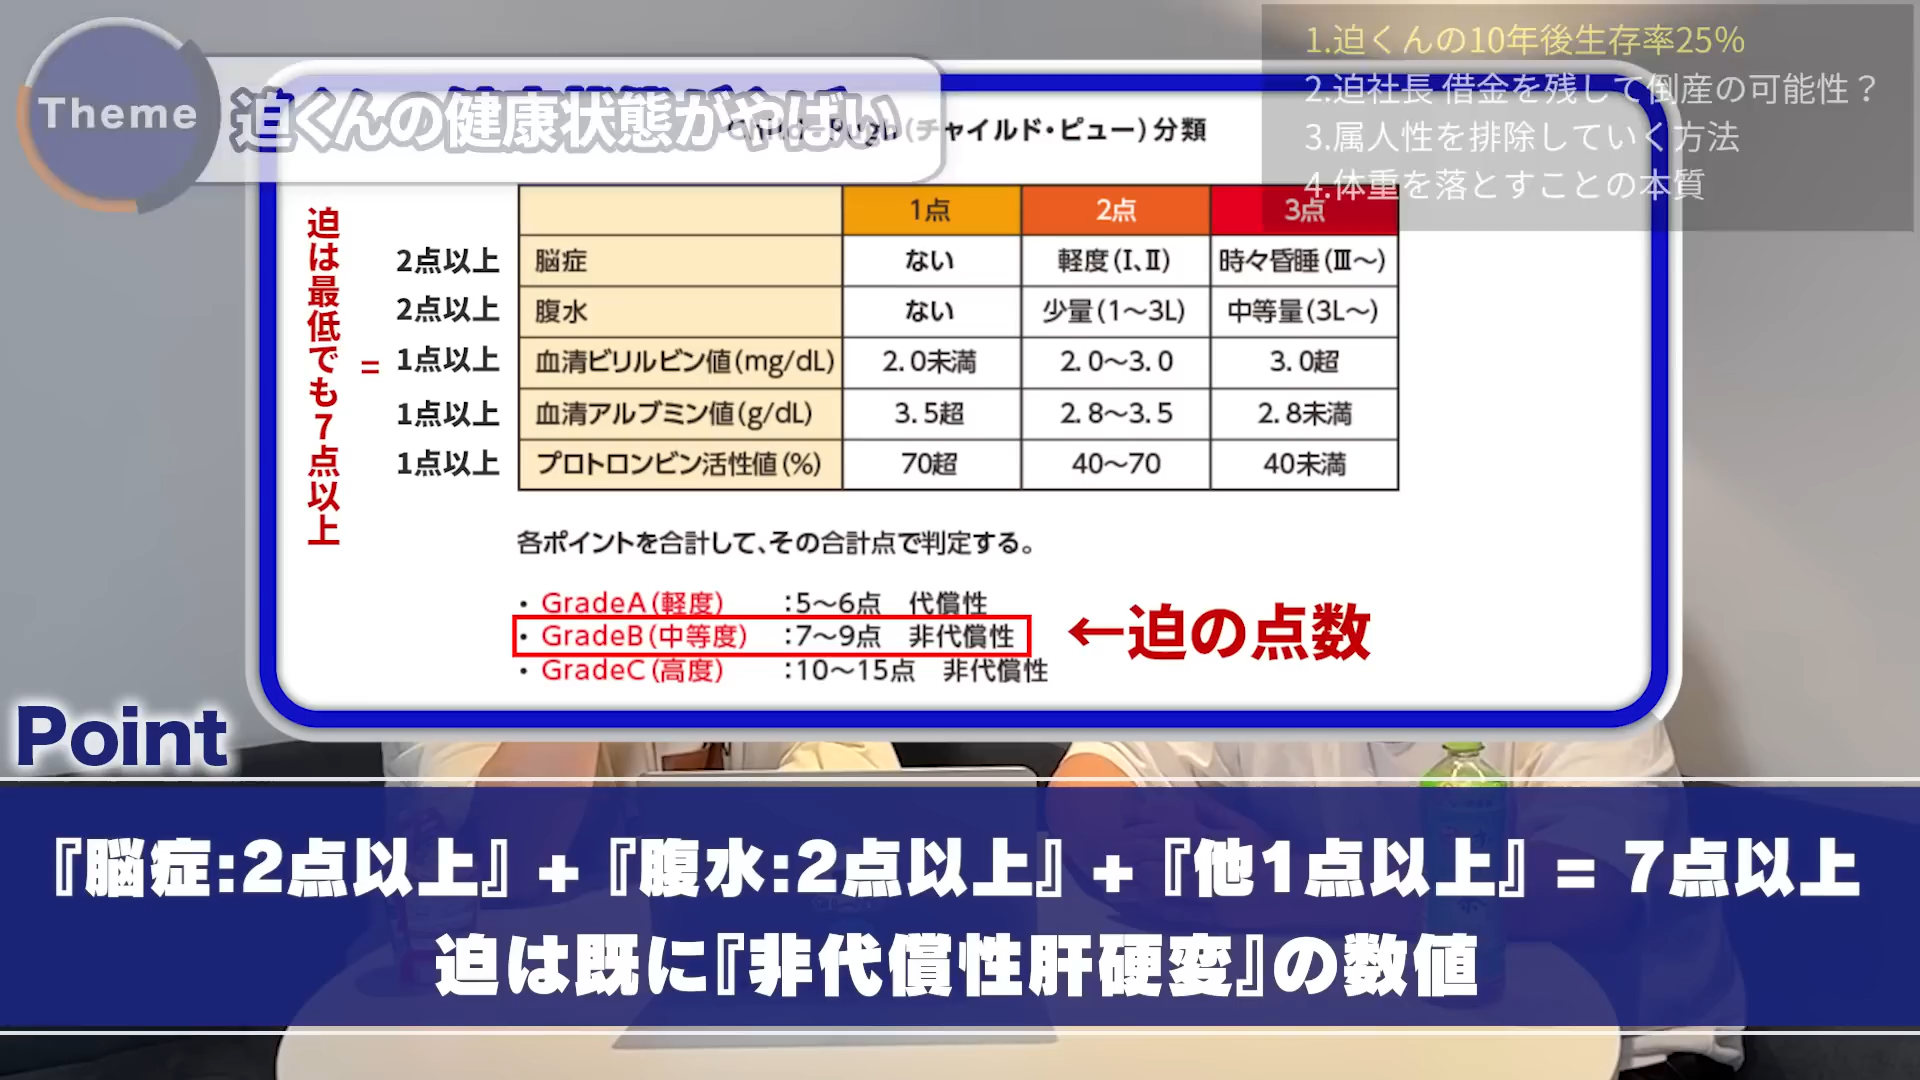 Theme
迫くんの健康状態がやばい
1.迫くんの10年後生存率25%
2.迫社長 借金を残して倒産の可能性？
3.属人性を排除していく方法
4.体重を落とすことの本質
Child-Pugh(チャイルド・ピュー)分類
迫は最低でも7点以上
=
1点 2点 3点
2点以上 脳症 ない 軽度(Ⅰ、Ⅱ) 時々昏睡(Ⅲ〜)
2点以上 腹水 ない 少量(1〜3L) 中等量(3L〜)
1点以上 血清ビリルビン値(mg/dL) 2.0未満 2.0〜3.0 3.0超
1点以上 血清アルブミン値(g/dL) 3.5超 2.8〜3.5 2.8未満
1点以上 プロトロンビン活性値(%) 70超 40〜70 40未満
各ポイントを合計して、その合計点で判定する。
・GradeA(軽度) :5〜6点 代償性
・GradeB(中等度) :7〜9点 非代償性 ←迫の点数
・GradeC(高度) :10〜15点 非代償性
Point
『脳症:2点以上』+『腹水:2点以上』+『他1点以上』= 7点以上
迫は既に『非代償性肝硬変』の数値